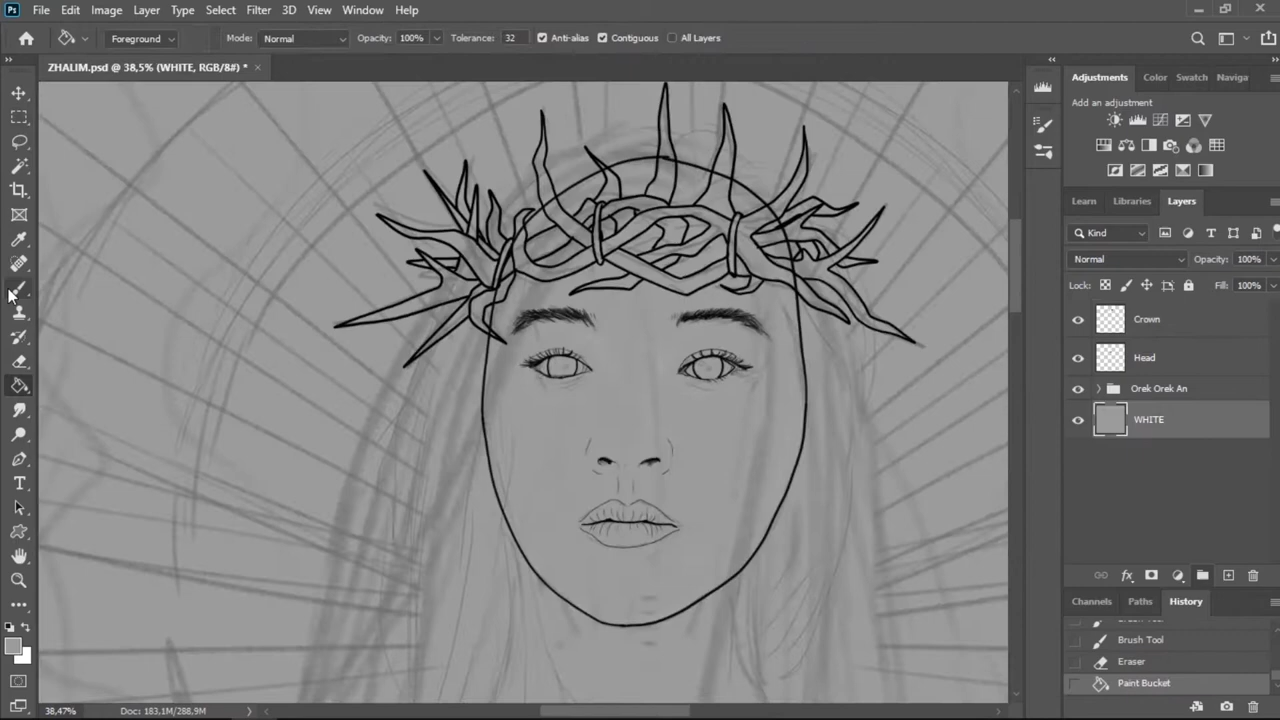 Ps File Edit Image Layer Type Select Filter 3D View Window Help
Foreground Mode: Normal Opacity: 100% Tolerance: 32 Anti-alias Contiguous All Layers
ZHALIM.psd @ 38,5% (WHITE, RGB/8#) *
Adjustments Color Swatch Naviga
Add an adjustment
Learn Libraries Layers
Kind
Normal Opacity: 100%
Lock: Fill: 100%
Crown
Head
Orek Orek An
WHITE
fx
Channels Paths History
Brush Tool
Eraser
Paint Bucket
38,47% Doc: 183,1M/288,9M